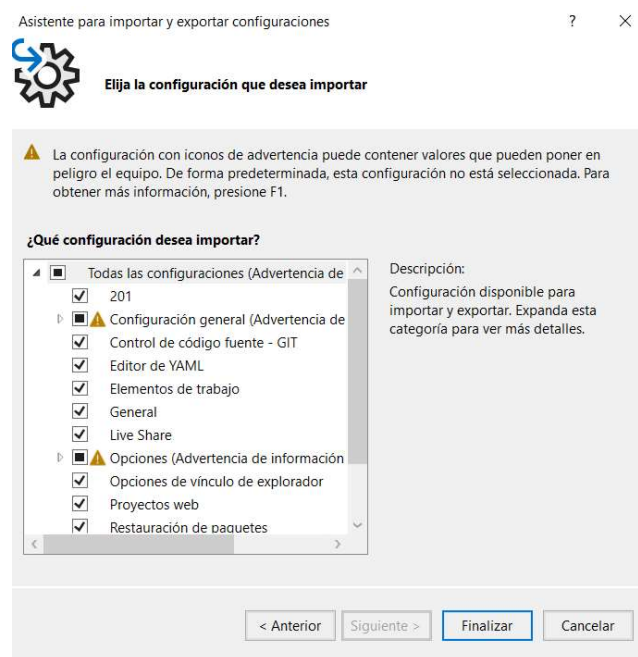 Asistente para importar y exportar configuraciones
Elija la configuración que desea importar
La configuración con iconos de advertencia puede contener valores que pueden poner en
peligro el equipo. De forma predeterminada, esta configuración no está seleccionada. Para
obtener más información, presione F1.
¿Qué configuración desea importar?
Todas las configuraciones (Advertencia de
201
Configuración general (Advertencia de
Control de código fuente - GIT
Editor de YAML
Elementos de trabajo
General
Live Share
Opciones (Advertencia de información
Opciones de vínculo de explorador
Proyectos web
Restauración de paquetes
Descripción:
Configuración disponible para
importar y exportar. Expanda esta
categoría para ver más detalles.
< Anterior
Siguiente >
Finalizar
Cancelar